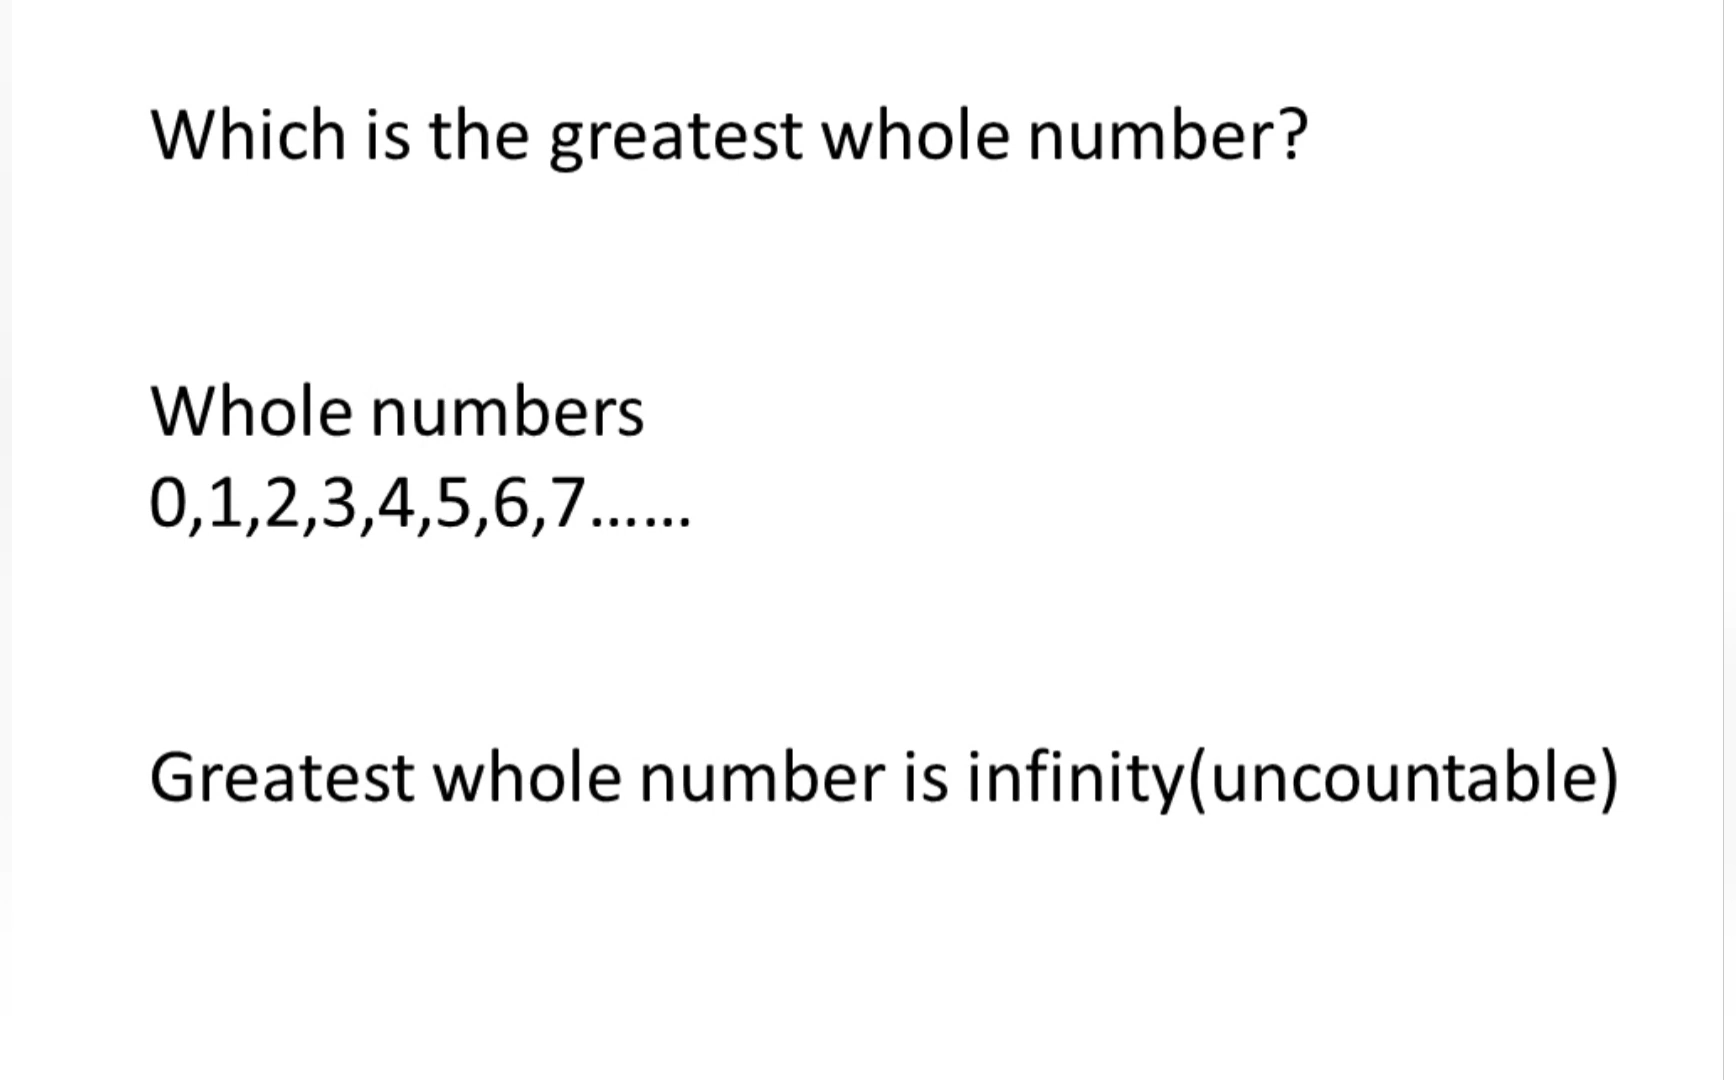 Which is the greatest whole number?
Whole numbers
0,1,2,3,4,5,6,7......
Greatest whole number is infinity(uncountable)